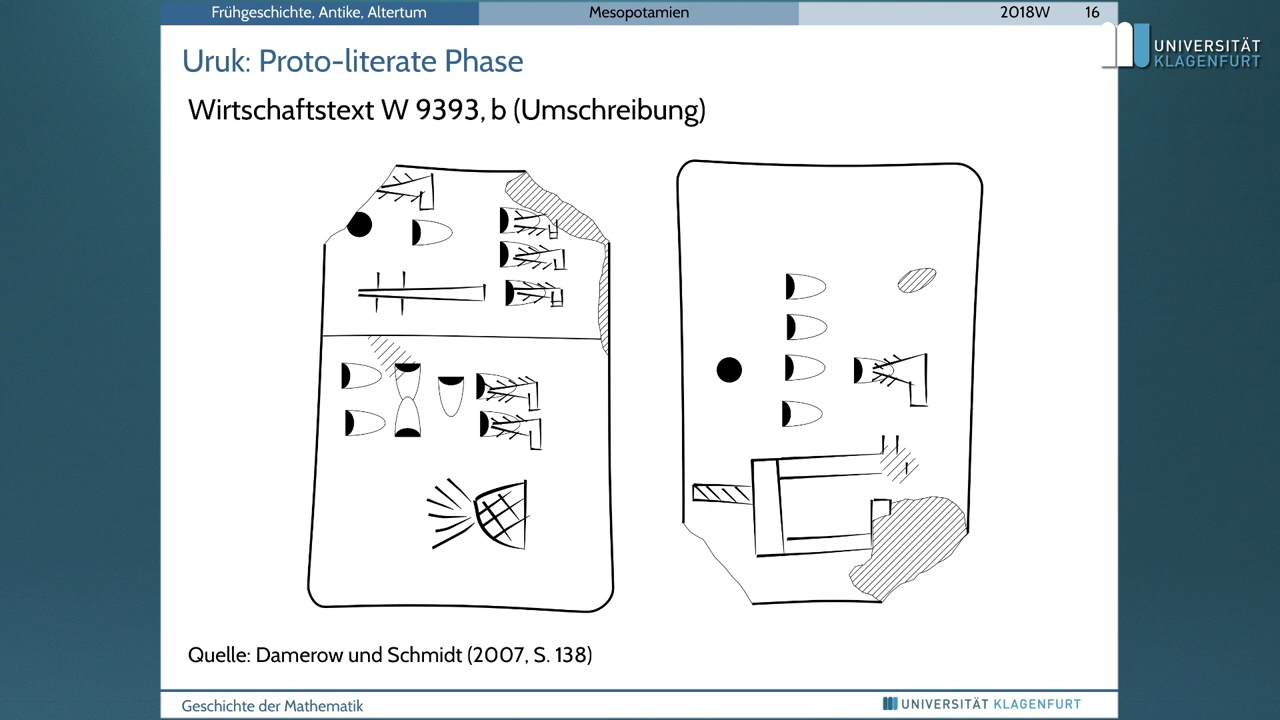 Frühgeschichte, Antike, Altertum
Mesopotamien
2018W 16
UNIVERSITÄT
KLAGENFURT
Uruk: Proto-literate Phase
Wirtschaftstext W 9393, b (Umschreibung)
Quelle: Damerow und Schmidt (2007, S. 138)
Geschichte der Mathematik
UNIVERSITÄT KLAGENFURT